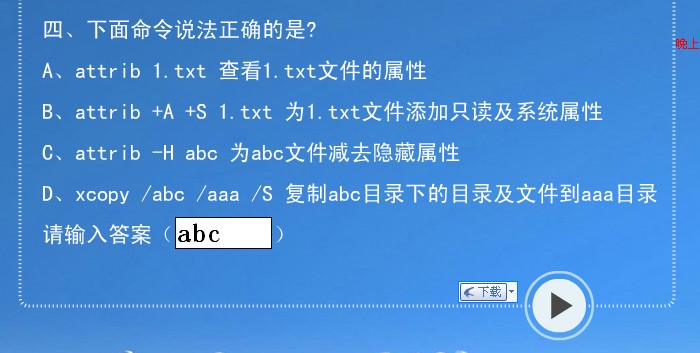 四、下面命令说法正确的是?
晚上
A、attrib 1.txt 查看1.txt文件的属性
B、attrib +A +S 1.txt 为1.txt文件添加只读及系统属性
C、attrib -H abc 为abc文件减去隐藏属性
D、xcopy /abc /aaa /S 复制abc目录下的目录及文件到aaa目录
请输入答案（abc）
下载